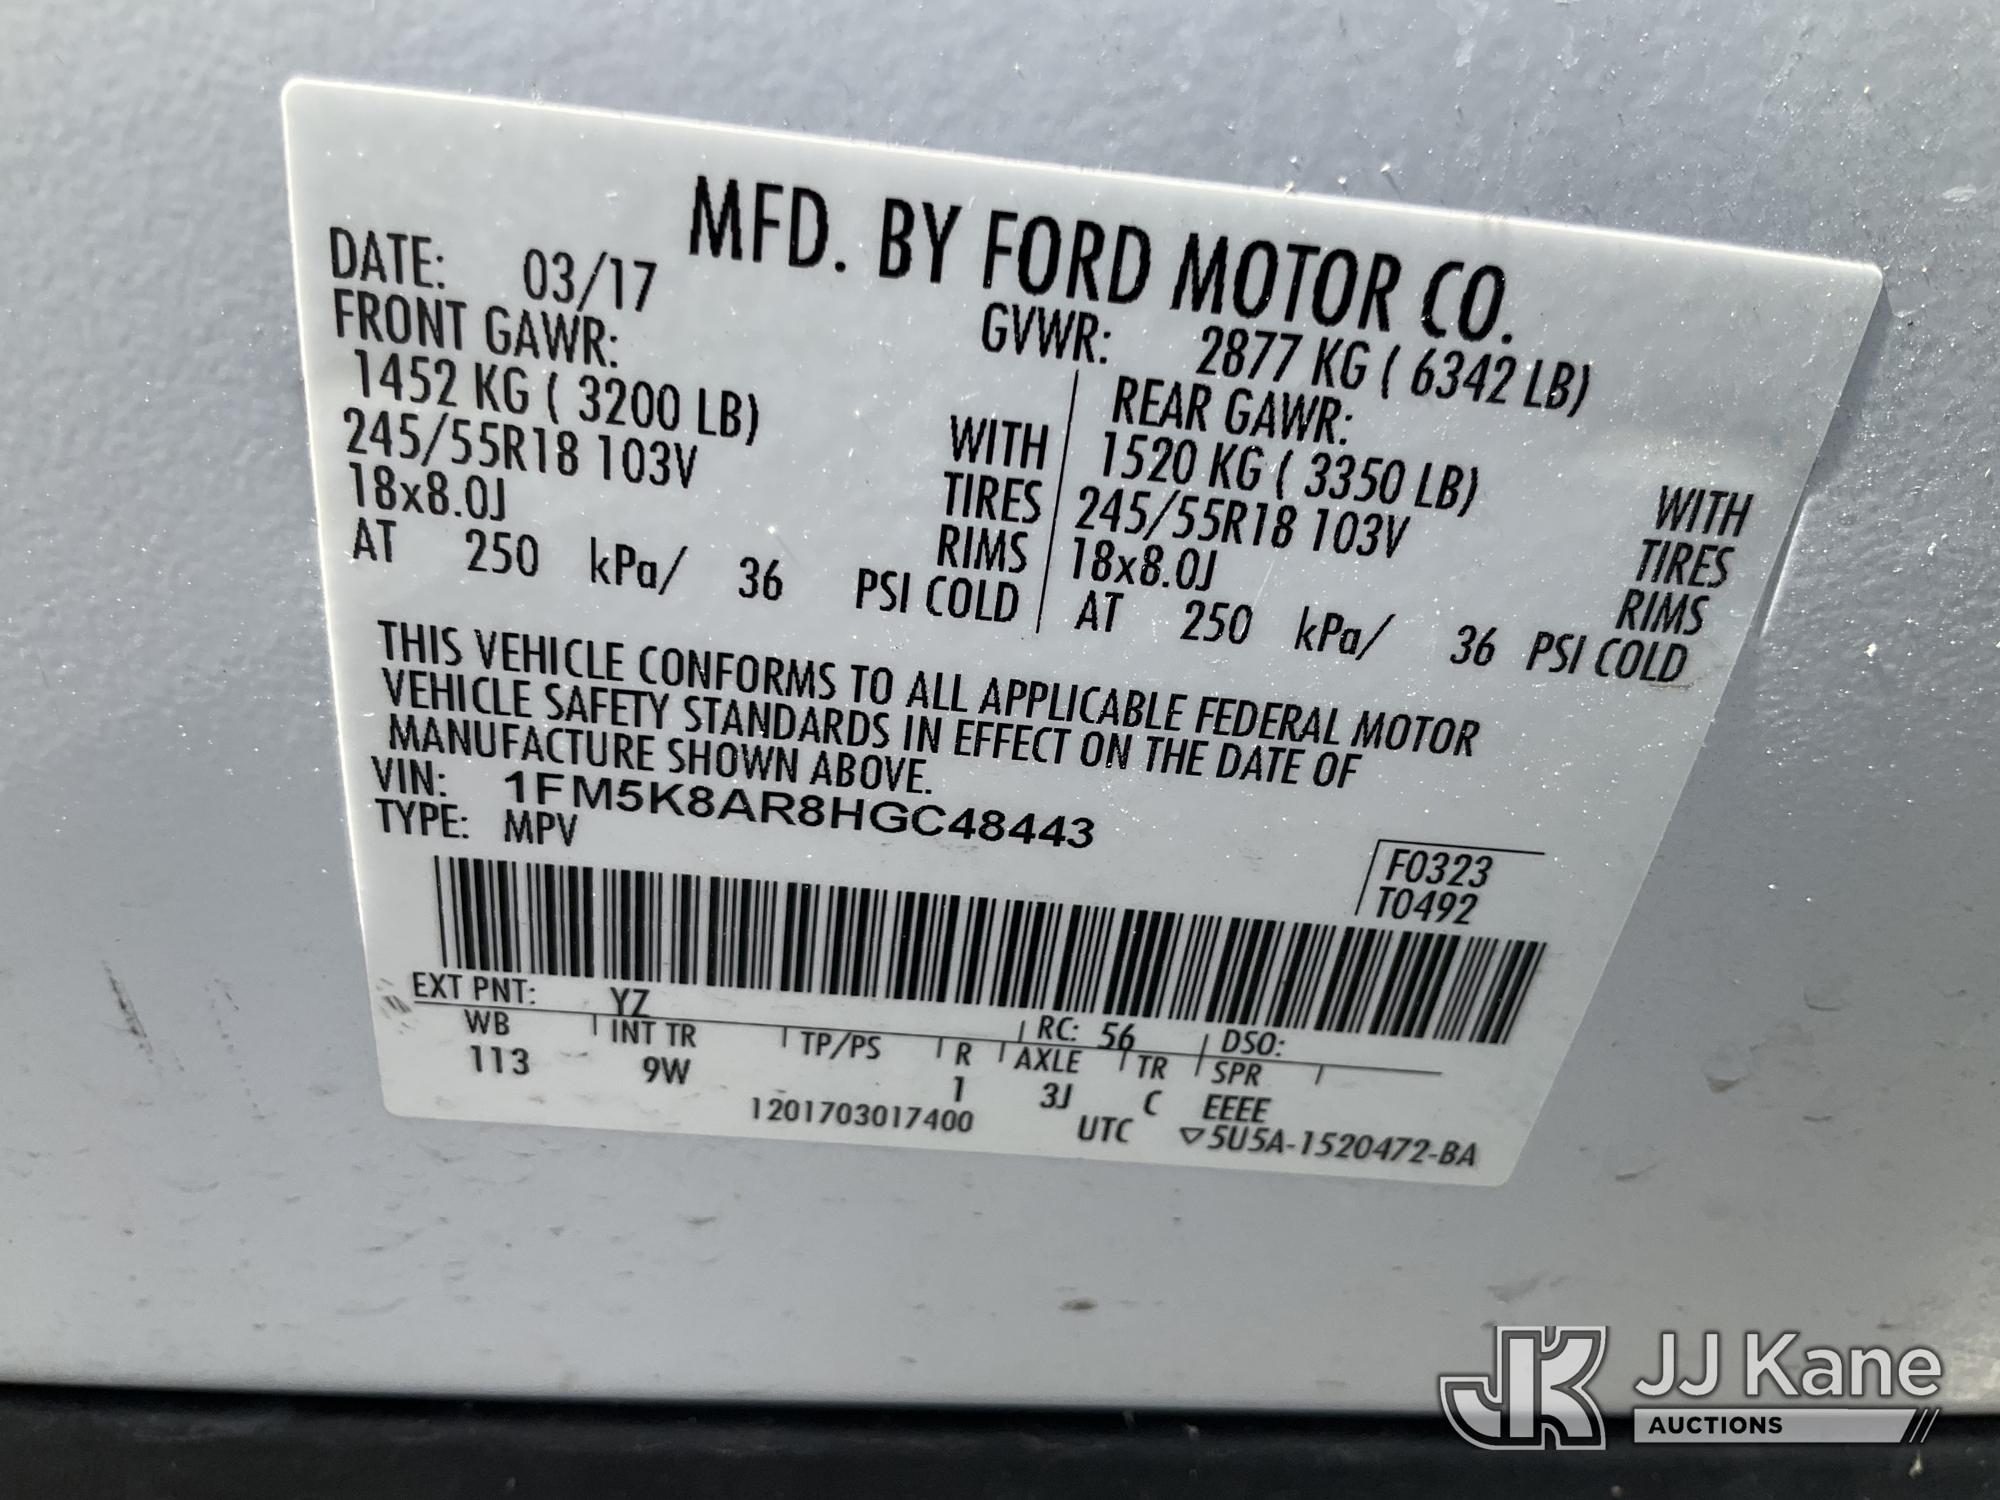 MFD. BY FORD MOTOR CO.
DATE: 03/17 GVWR: 2877 KG ( 6342 LB)
FRONT GAWR: REAR GAWR:
1452 KG ( 3200 LB) WITH 1520 KG ( 3350 LB) WITH
245/55R18 103V TIRES 245/55R18 103V TIRES
18x8.0J RIMS 18x8.0J RIMS
AT 250 kPa/ 36 PSI COLD AT 250 kPa/ 36 PSI COLD
THIS VEHICLE CONFORMS TO ALL APPLICABLE FEDERAL MOTOR
VEHICLE SAFETY STANDARDS IN EFFECT ON THE DATE OF
MANUFACTURE SHOWN ABOVE.
VIN: 1FM5K8AR8HGC48443
TYPE: MPV
F0323
T0492
EXT PNT: YZ RC: 56 DSO:
WB INT TR TP/PS R AXLE TR SPR
113 9W 1 3J C EEEE
1201703017400 UTC ▽5U5A-1520472-BA
JK JJ Kane
AUCTIONS